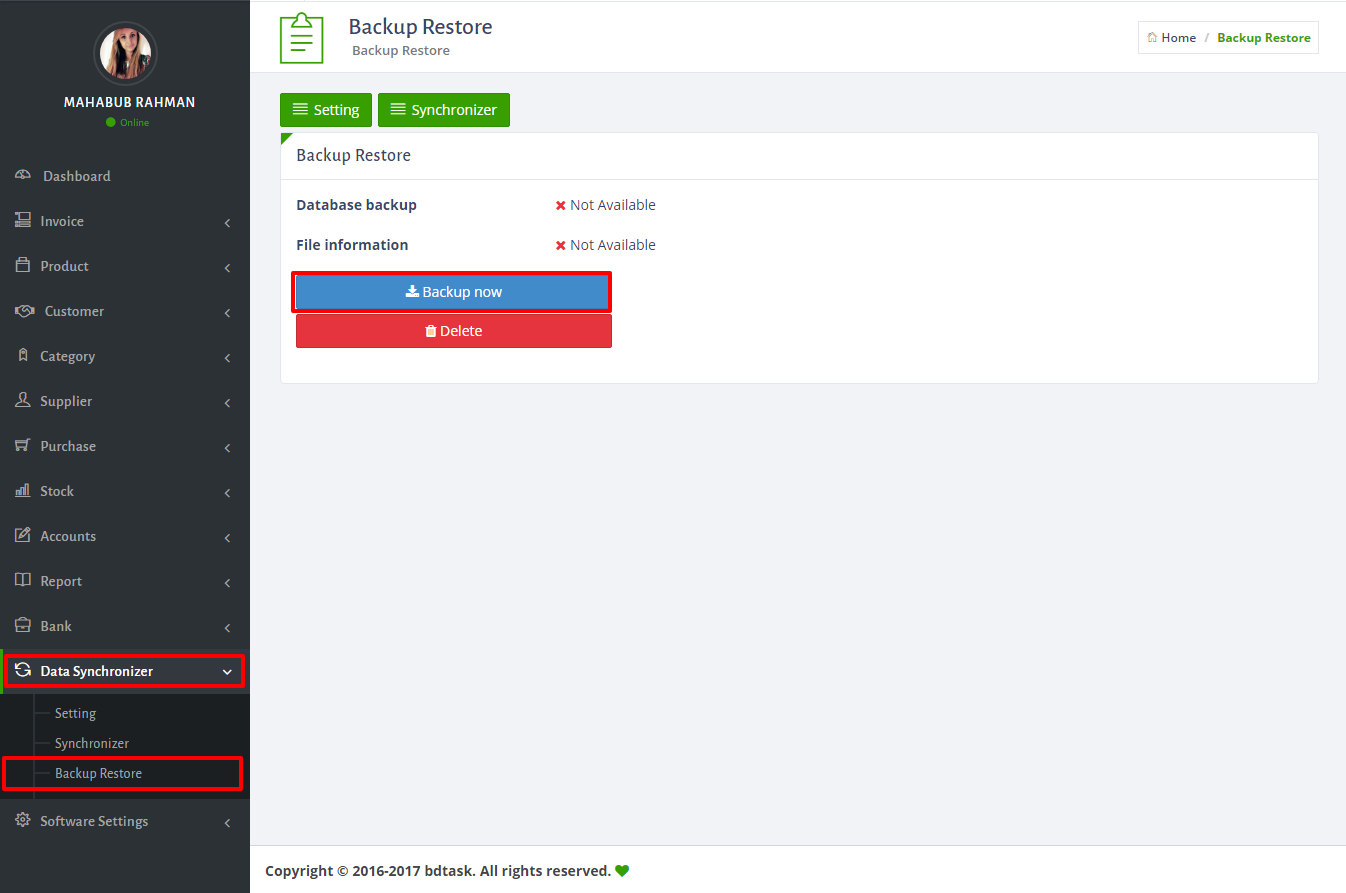 MAHABUB RAHMAN
Online
Dashboard
Invoice
Product
Customer
Category
Supplier
Purchase
Stock
Accounts
Report
Bank
Data Synchronizer
Setting
Synchronizer
Backup Restore
Software Settings
Backup Restore
Backup Restore
Home / Backup Restore
Setting Synchronizer
Backup Restore
Database backup Not Available
File information Not Available
Backup now
Delete
Copyright © 2016-2017 bdtask. All rights reserved.